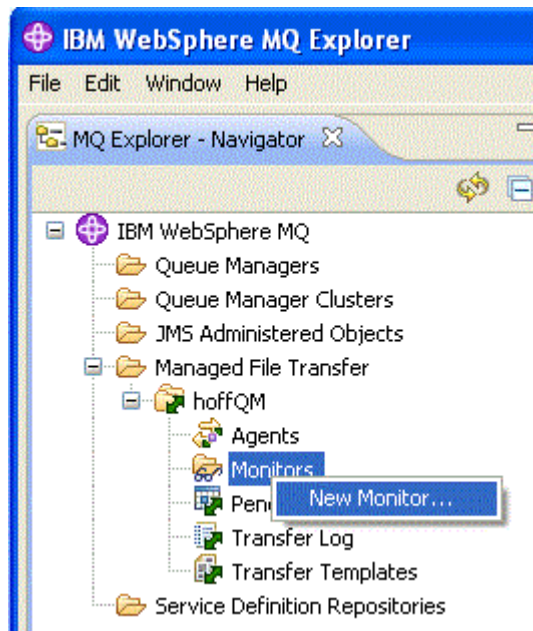 IBM WebSphere MQ Explorer
File Edit Window Help
MQ Explorer - Navigator
IBM WebSphere MQ
Queue Managers
Queue Manager Clusters
JMS Administered Objects
Managed File Transfer
hoffQM
Agents
Monitors
New Monitor...
Transfer Log
Transfer Templates
Service Definition Repositories